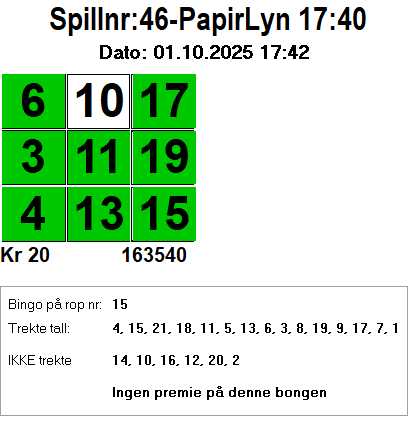 Spillnr:46-PapirLyn 17:40
Dato: 01.10.2025 17:42
6 10 17
3 11 19
4 13 15
Kr 20 163540
Bingo på rop nr: 15
Trekte tall: 4, 15, 21, 18, 11, 5, 13, 6, 3, 8, 19, 9, 17, 7, 1
IKKE trekte 14, 10, 16, 12, 20, 2
Ingen premie på denne bongen